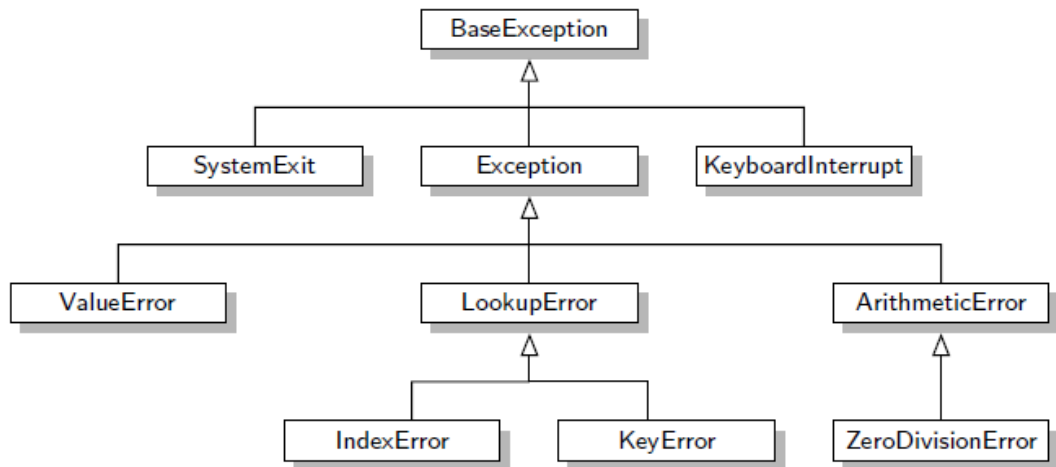 BaseException
SystemExit
Exception
KeyboardInterrupt
ValueError
LookupError
ArithmeticError
IndexError
KeyError
ZeroDivisionError